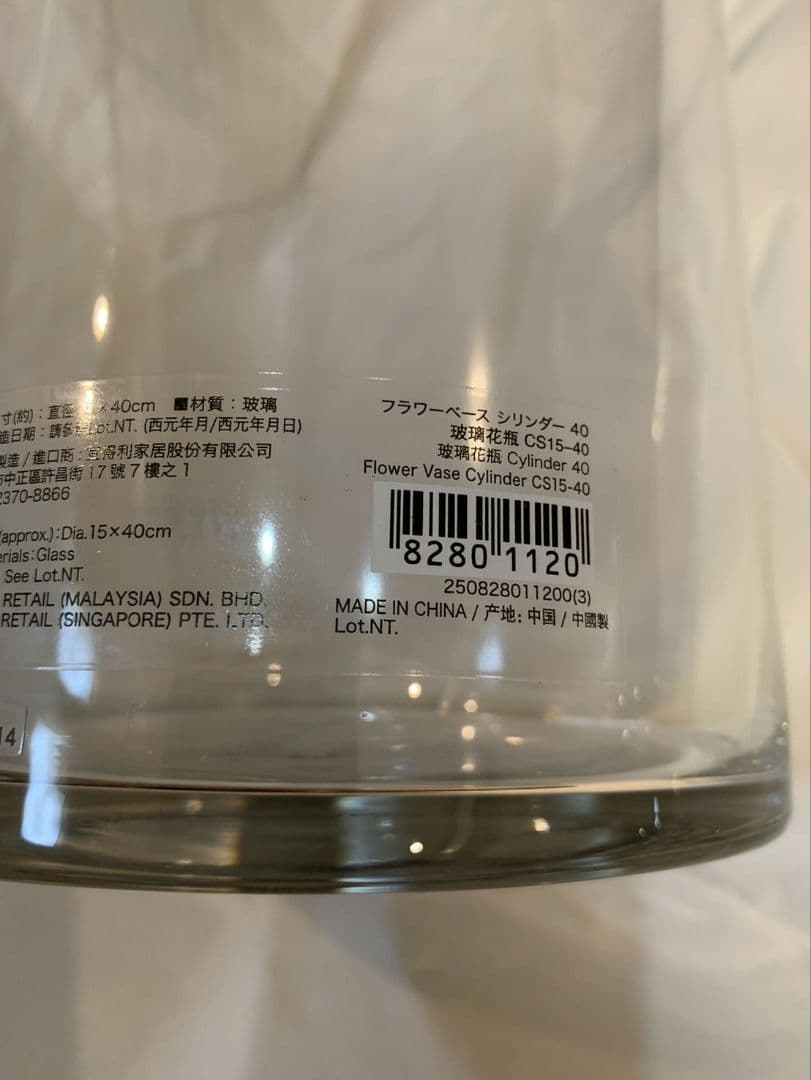 寸(約):直徑 ×40cm ■材質:玻璃
造日期:請參 Lot.NT. (西元年月/西元年月日)
製造/進口商:宜得利家居股份有限公司
市中正區許昌街17號7樓之1
2370-8866
(approx.):Dia.15×40cm
erials:Glass
See Lot.NT.
RETAIL (MALAYSIA) SDN. BHD.
RETAIL (SINGAPORE) PTE. LTD.
14
フラワーベース シリンダー 40
玻璃花瓶 CS15-40
玻璃花瓶 Cylinder 40
Flower Vase Cylinder CS15-40
8280 1120
250828011200(3)
MADE IN CHINA / 产地: 中国 / 中國製
Lot.NT.